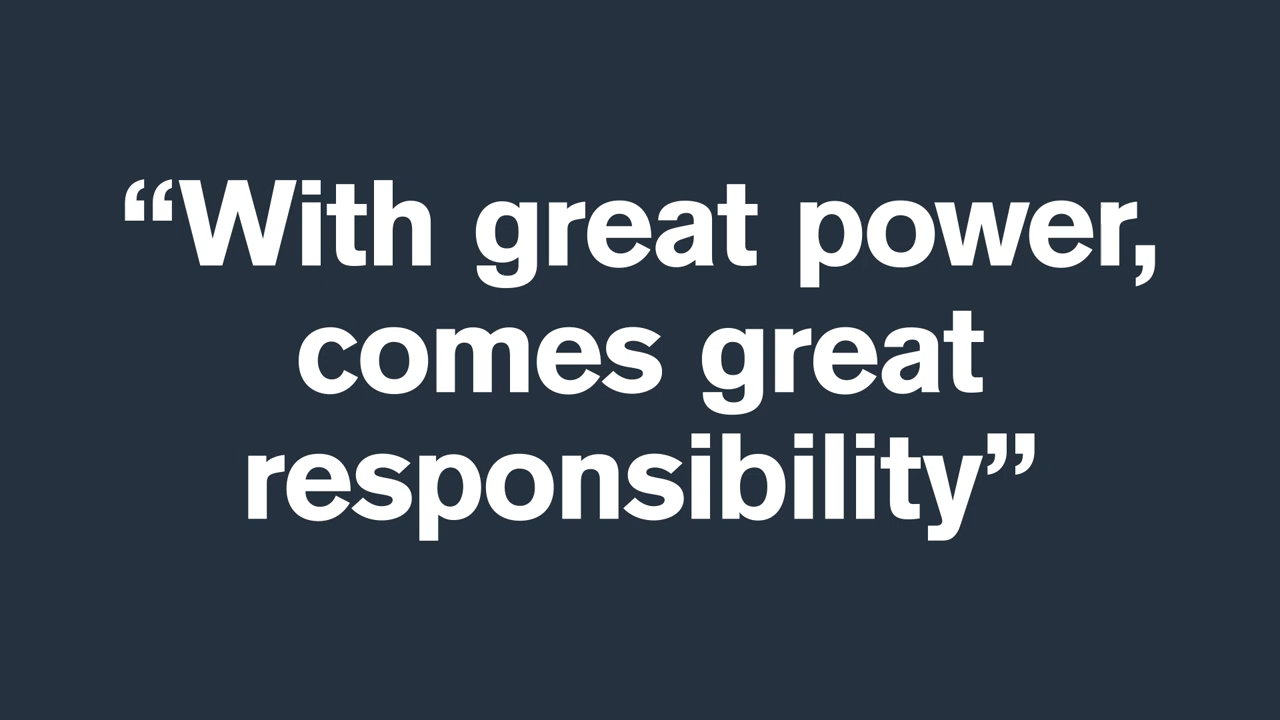 “With great power,
comes great
responsibility”